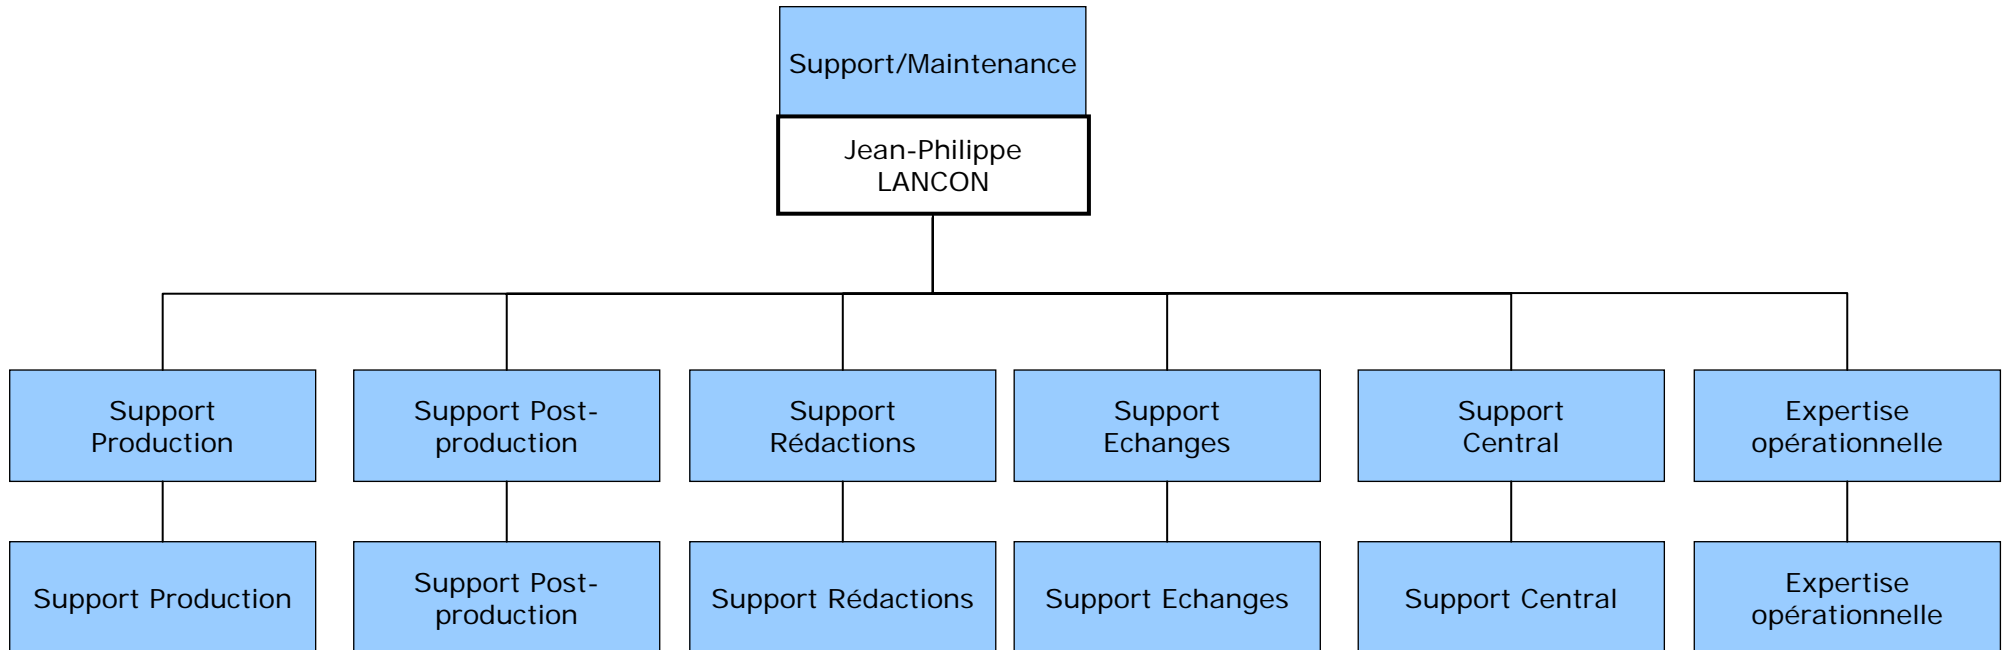 Support/Maintenance
Jean-Philippe
LANCON
Support
Production
Support Post-
production
Support
Rédactions
Support
Echanges
Support
Central
Expertise
opérationnelle
Support Production
Support Post-
production
Support Rédactions
Support Echanges
Support Central
Expertise
opérationnelle